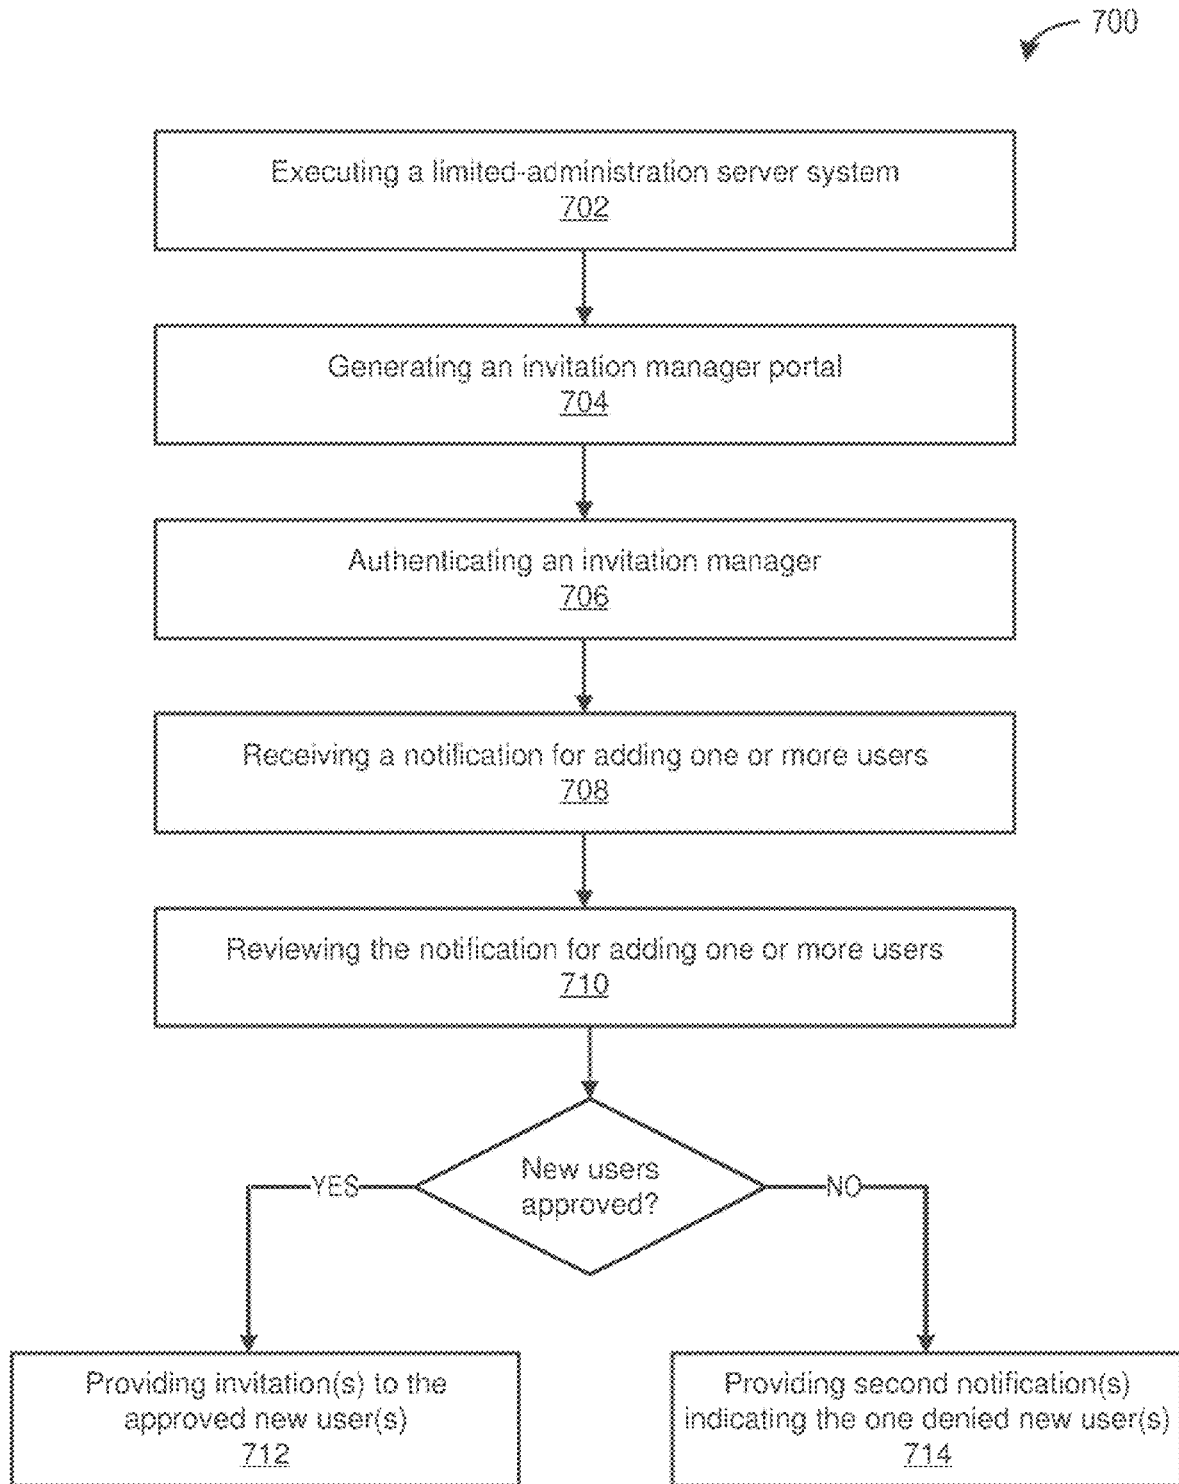 700
Executing a limited-administration server system
702
Generating an invitation manager portal
704
Authenticating an invitation manager
706
Receiving a notification for adding one or more users
708
Reviewing the notification for adding one or more users
710
New users
approved?
YES
NO
Providing invitation(s) to the
approved new user(s)
712
Providing second notification(s)
indicating the one denied new user(s)
714